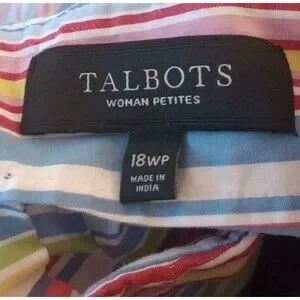 TALBOTS
WOMAN PETITES
18WP
MADE IN
INDIA